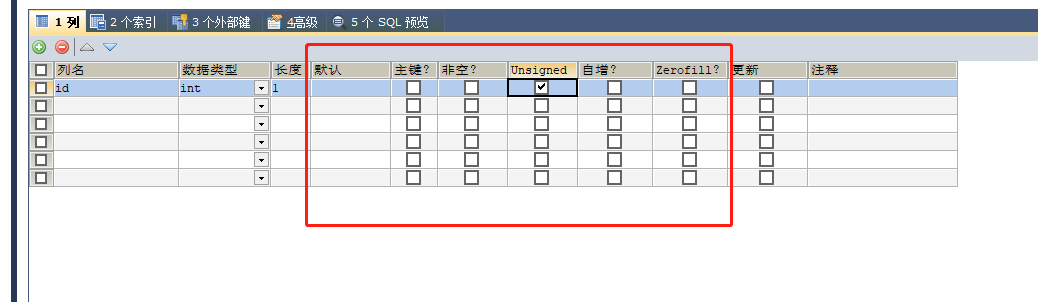 1 列 2 个索引 3 个外部键 4高级 5 个 SQL 预览
列名 数据类型 长度 默认 主键? 非空? Unsigned 自增? Zerofill? 更新 注释
id int 1